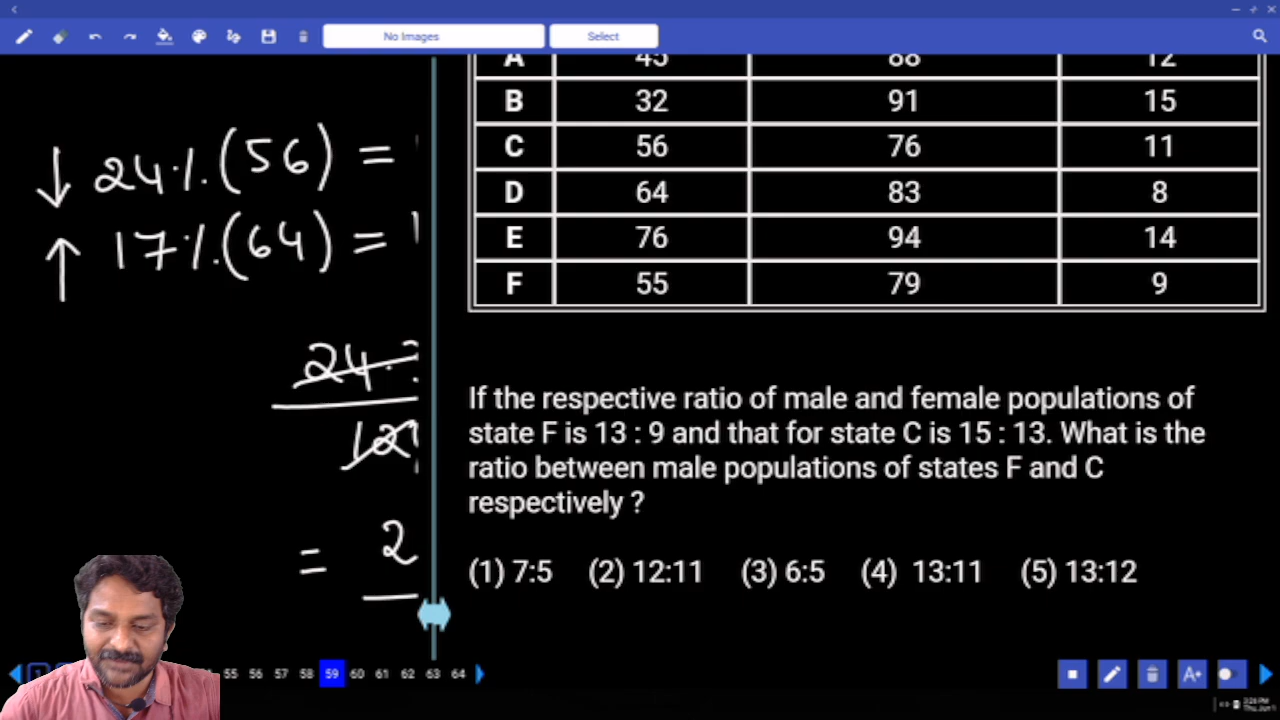 No Images Select
A 45 88 12
B 32 91 15
C 56 76 11
D 64 83 8
E 76 94 14
F 55 79 9
↓ 24%(56) =
↑ 17%(64) =
24
12
= 2
If the respective ratio of male and female populations of
state F is 13 : 9 and that for state C is 15 : 13. What is the
ratio between male populations of states F and C
respectively ?
(1) 7:5 (2) 12:11 (3) 6:5 (4) 13:11 (5) 13:12
55 56 57 58 59 60 61 62 63 64
A+